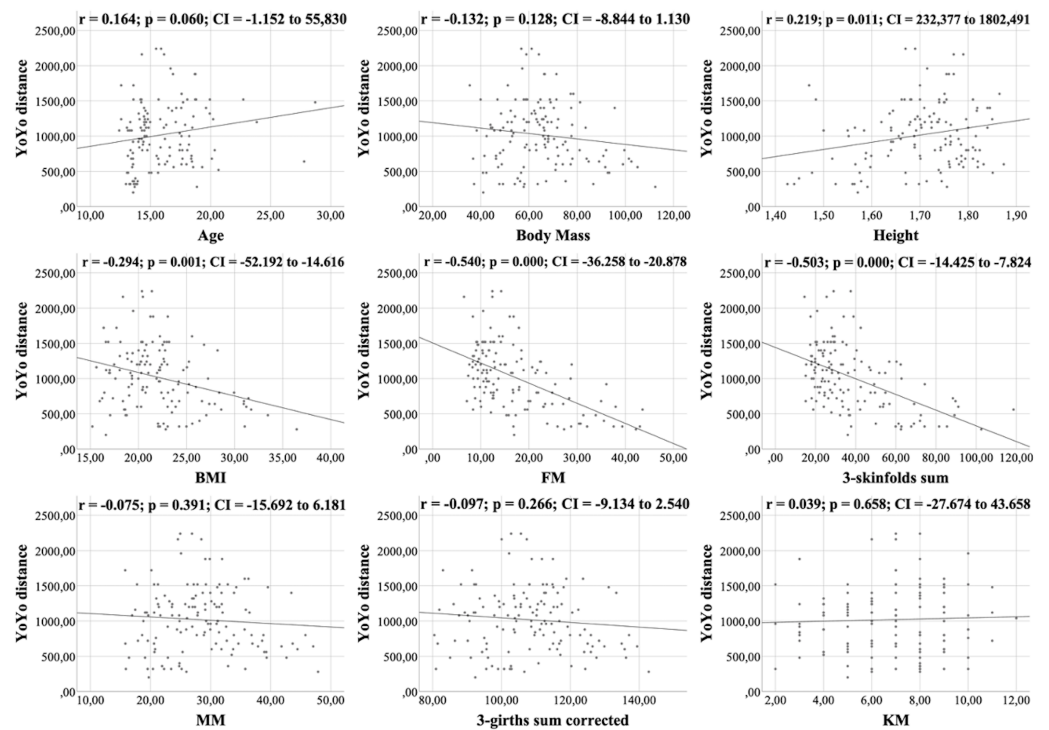 r = 0.164; p = 0.060; CI = -1.152 to 55,830
YoYo distance
2500,00
2000,00
1500,00
1000,00
500,00
,00
10,00 15,00 20,00 25,00 30,00
Age
r = -0.132; p = 0.128; CI = -8.844 to 1.130
YoYo distance
2500,00
2000,00
1500,00
1000,00
500,00
,00
20,00 40,00 60,00 80,00 100,00 120,00
Body Mass
r = 0.219; p = 0.011; CI = 232,377 to 1802,491
YoYo distance
2500,00
2000,00
1500,00
1000,00
500,00
,00
1,40 1,50 1,60 1,70 1,80 1,90
Height
r = -0.294; p = 0.001; CI = -52.192 to -14.616
YoYo distance
2500,00
2000,00
1500,00
1000,00
500,00
,00
15,00 20,00 25,00 30,00 35,00 40,00
BMI
r = -0.540; p = 0.000; CI = -36.258 to -20.878
YoYo distance
2500,00
2000,00
1500,00
1000,00
500,00
,00
,00 10,00 20,00 30,00 40,00 50,00
FM
r = -0.503; p = 0.000; CI = -14.425 to -7.824
YoYo distance
2500,00
2000,00
1500,00
1000,00
500,00
,00
,00 20,00 40,00 60,00 80,00 100,00 120,00
3-skinfolds sum
r = -0.075; p = 0.391; CI = -15.692 to 6.181
YoYo distance
2500,00
2000,00
1500,00
1000,00
500,00
,00
10,00 20,00 30,00 40,00 50,00
MM
r = -0.097; p = 0.266; CI = -9.134 to 2.540
YoYo distance
2500,00
2000,00
1500,00
1000,00
500,00
,00
80,00 100,00 120,00 140,00
3-girths sum corrected
r = 0.039; p = 0.658; CI = -27.674 to 43.658
YoYo distance
2500,00
2000,00
1500,00
1000,00
500,00
,00
2,00 4,00 6,00 8,00 10,00 12,00
KM